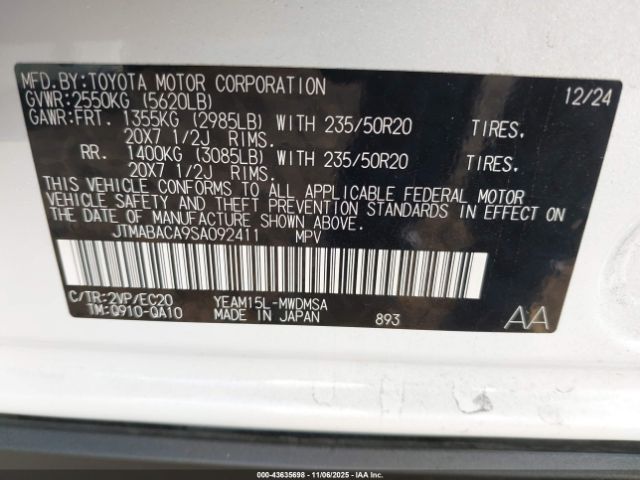 MFD.BY:TOYOTA MOTOR CORPORATION 12/24
GVWR:2550KG (5620LB)
GAWR:FRT. 1355KG (2985LB) WITH 235/50R20 TIRES,
20X7 1/2J RIMS.
RR. 1400KG (3085LB) WITH 235/50R20 TIRES,
20X7 1/2J RIMS.
THIS VEHICLE CONFORMS TO ALL APPLICABLE FEDERAL MOTOR
VEHICLE SAFETY AND THEFT PREVENTION STANDARDS IN EFFECT ON
THE DATE OF MANUFACTURE SHOWN ABOVE.
JTMABACA9SA092411 MPV
C/TR:2VP/EC20 YEAM15L-MWDMSA
TM:Q910-QA10 MADE IN JAPAN 893 AA
000-43635698 - 11/06/2025 - IAA Inc.